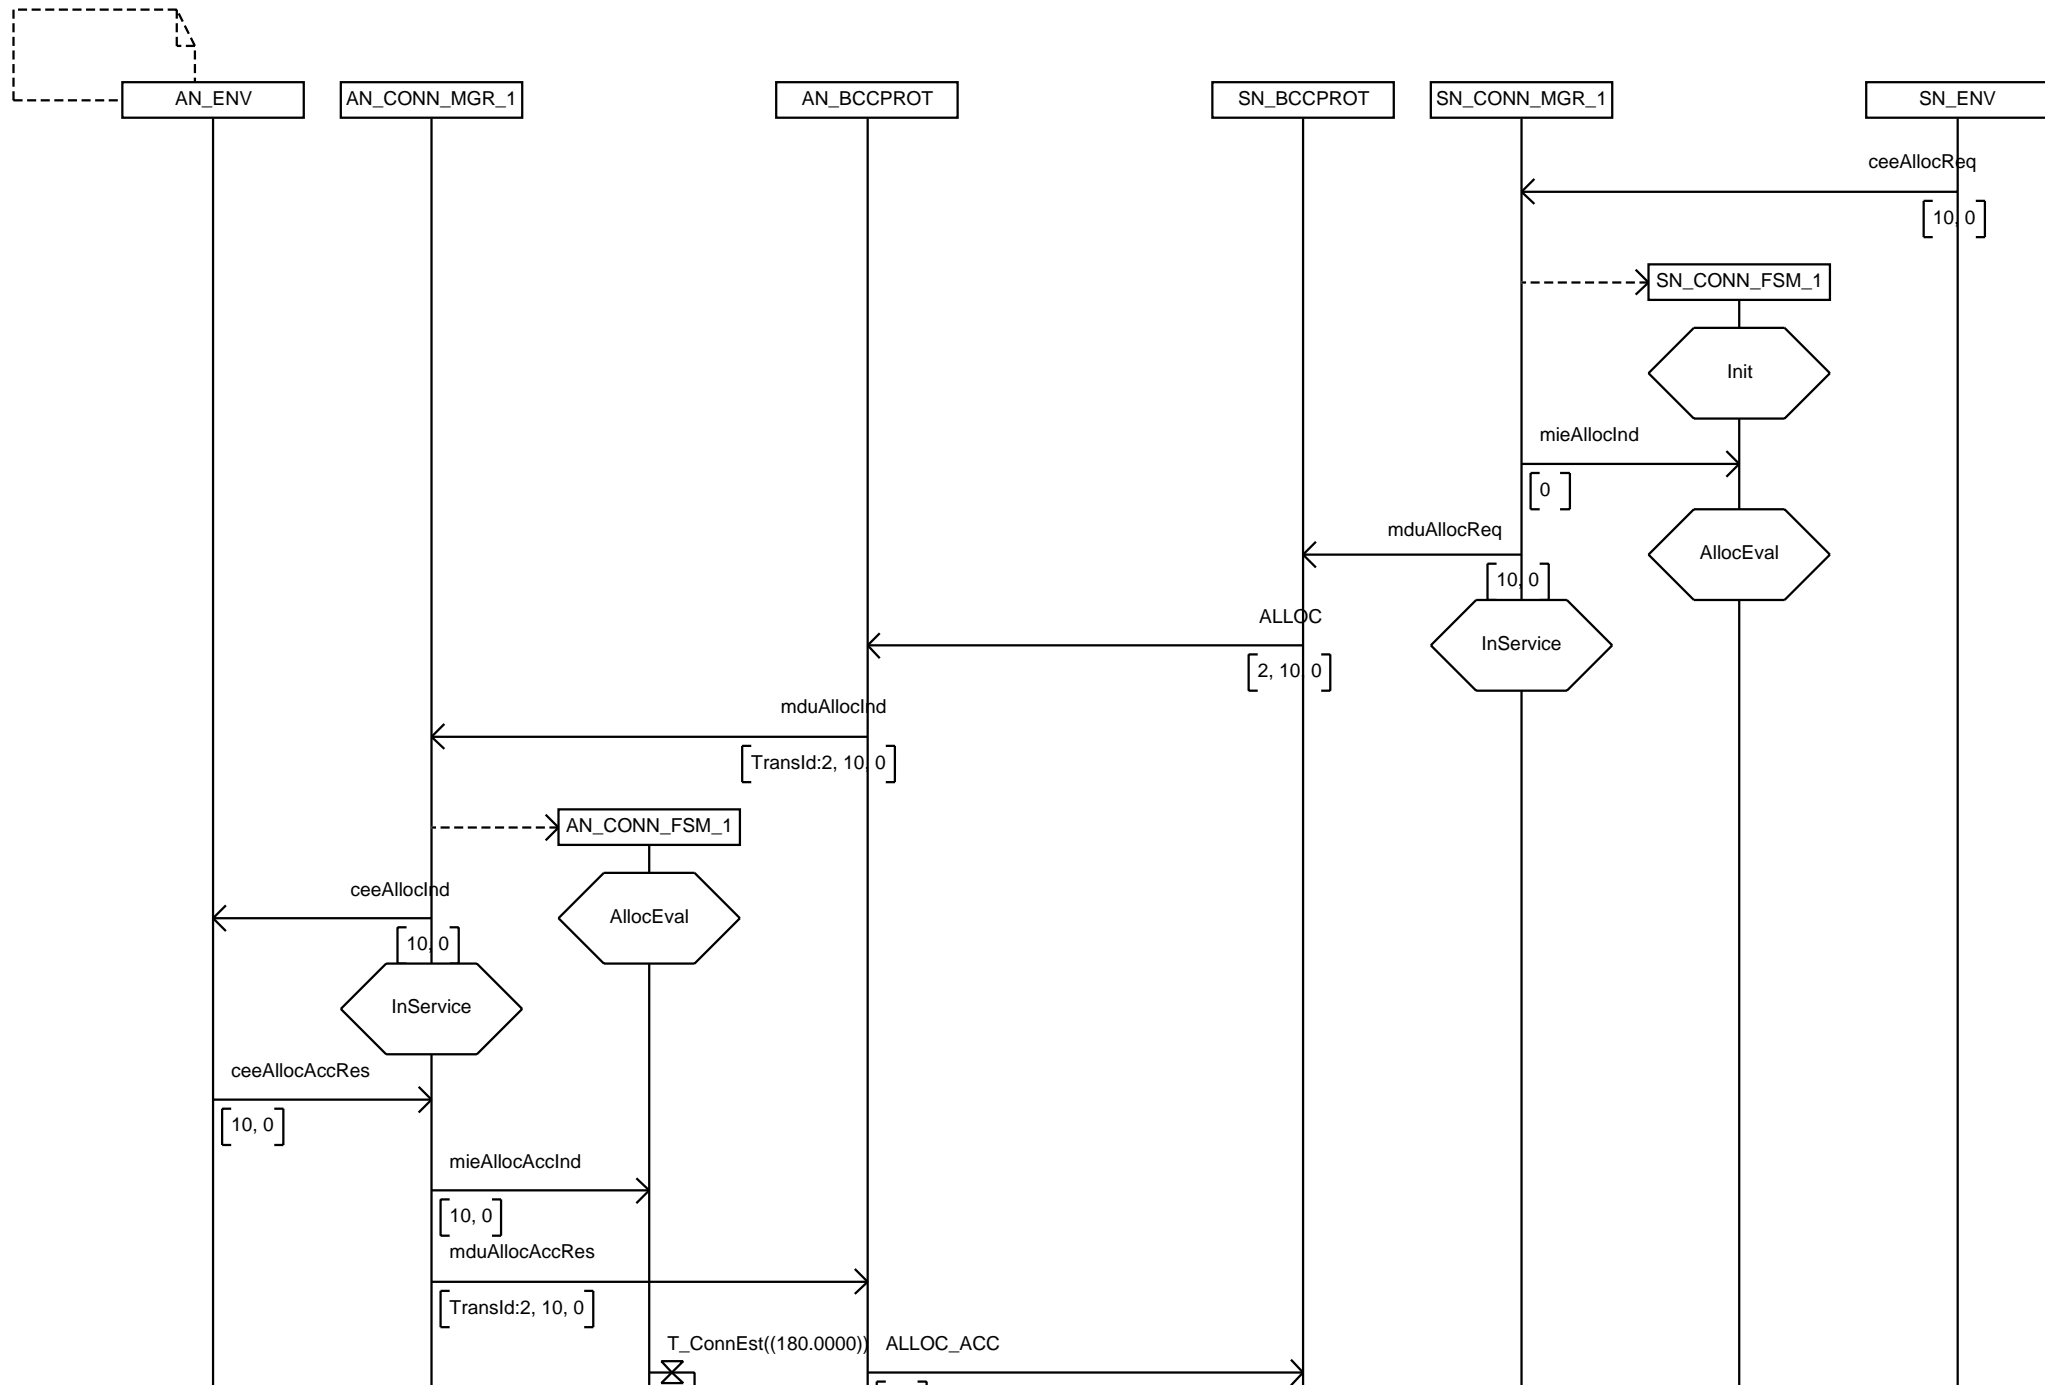 AN_ENV
AN_CONN_MGR_1
AN_BCCPROT
SN_BCCPROT
SN_CONN_MGR_1
SN_ENV
ceeAllocReq
10, 0
SN_CONN_FSM_1
Init
mieAllocInd
0
mduAllocReq
AllocEval
10, 0
ALLOC
InService
2, 10, 0
mduAllocInd
TransId:2, 10, 0
AN_CONN_FSM_1
ceeAllocInd
AllocEval
10, 0
InService
ceeAllocAccRes
10, 0
mieAllocAccInd
10, 0
mduAllocAccRes
TransId:2, 10, 0
T_ConnEst((180.0000))
ALLOC_ACC